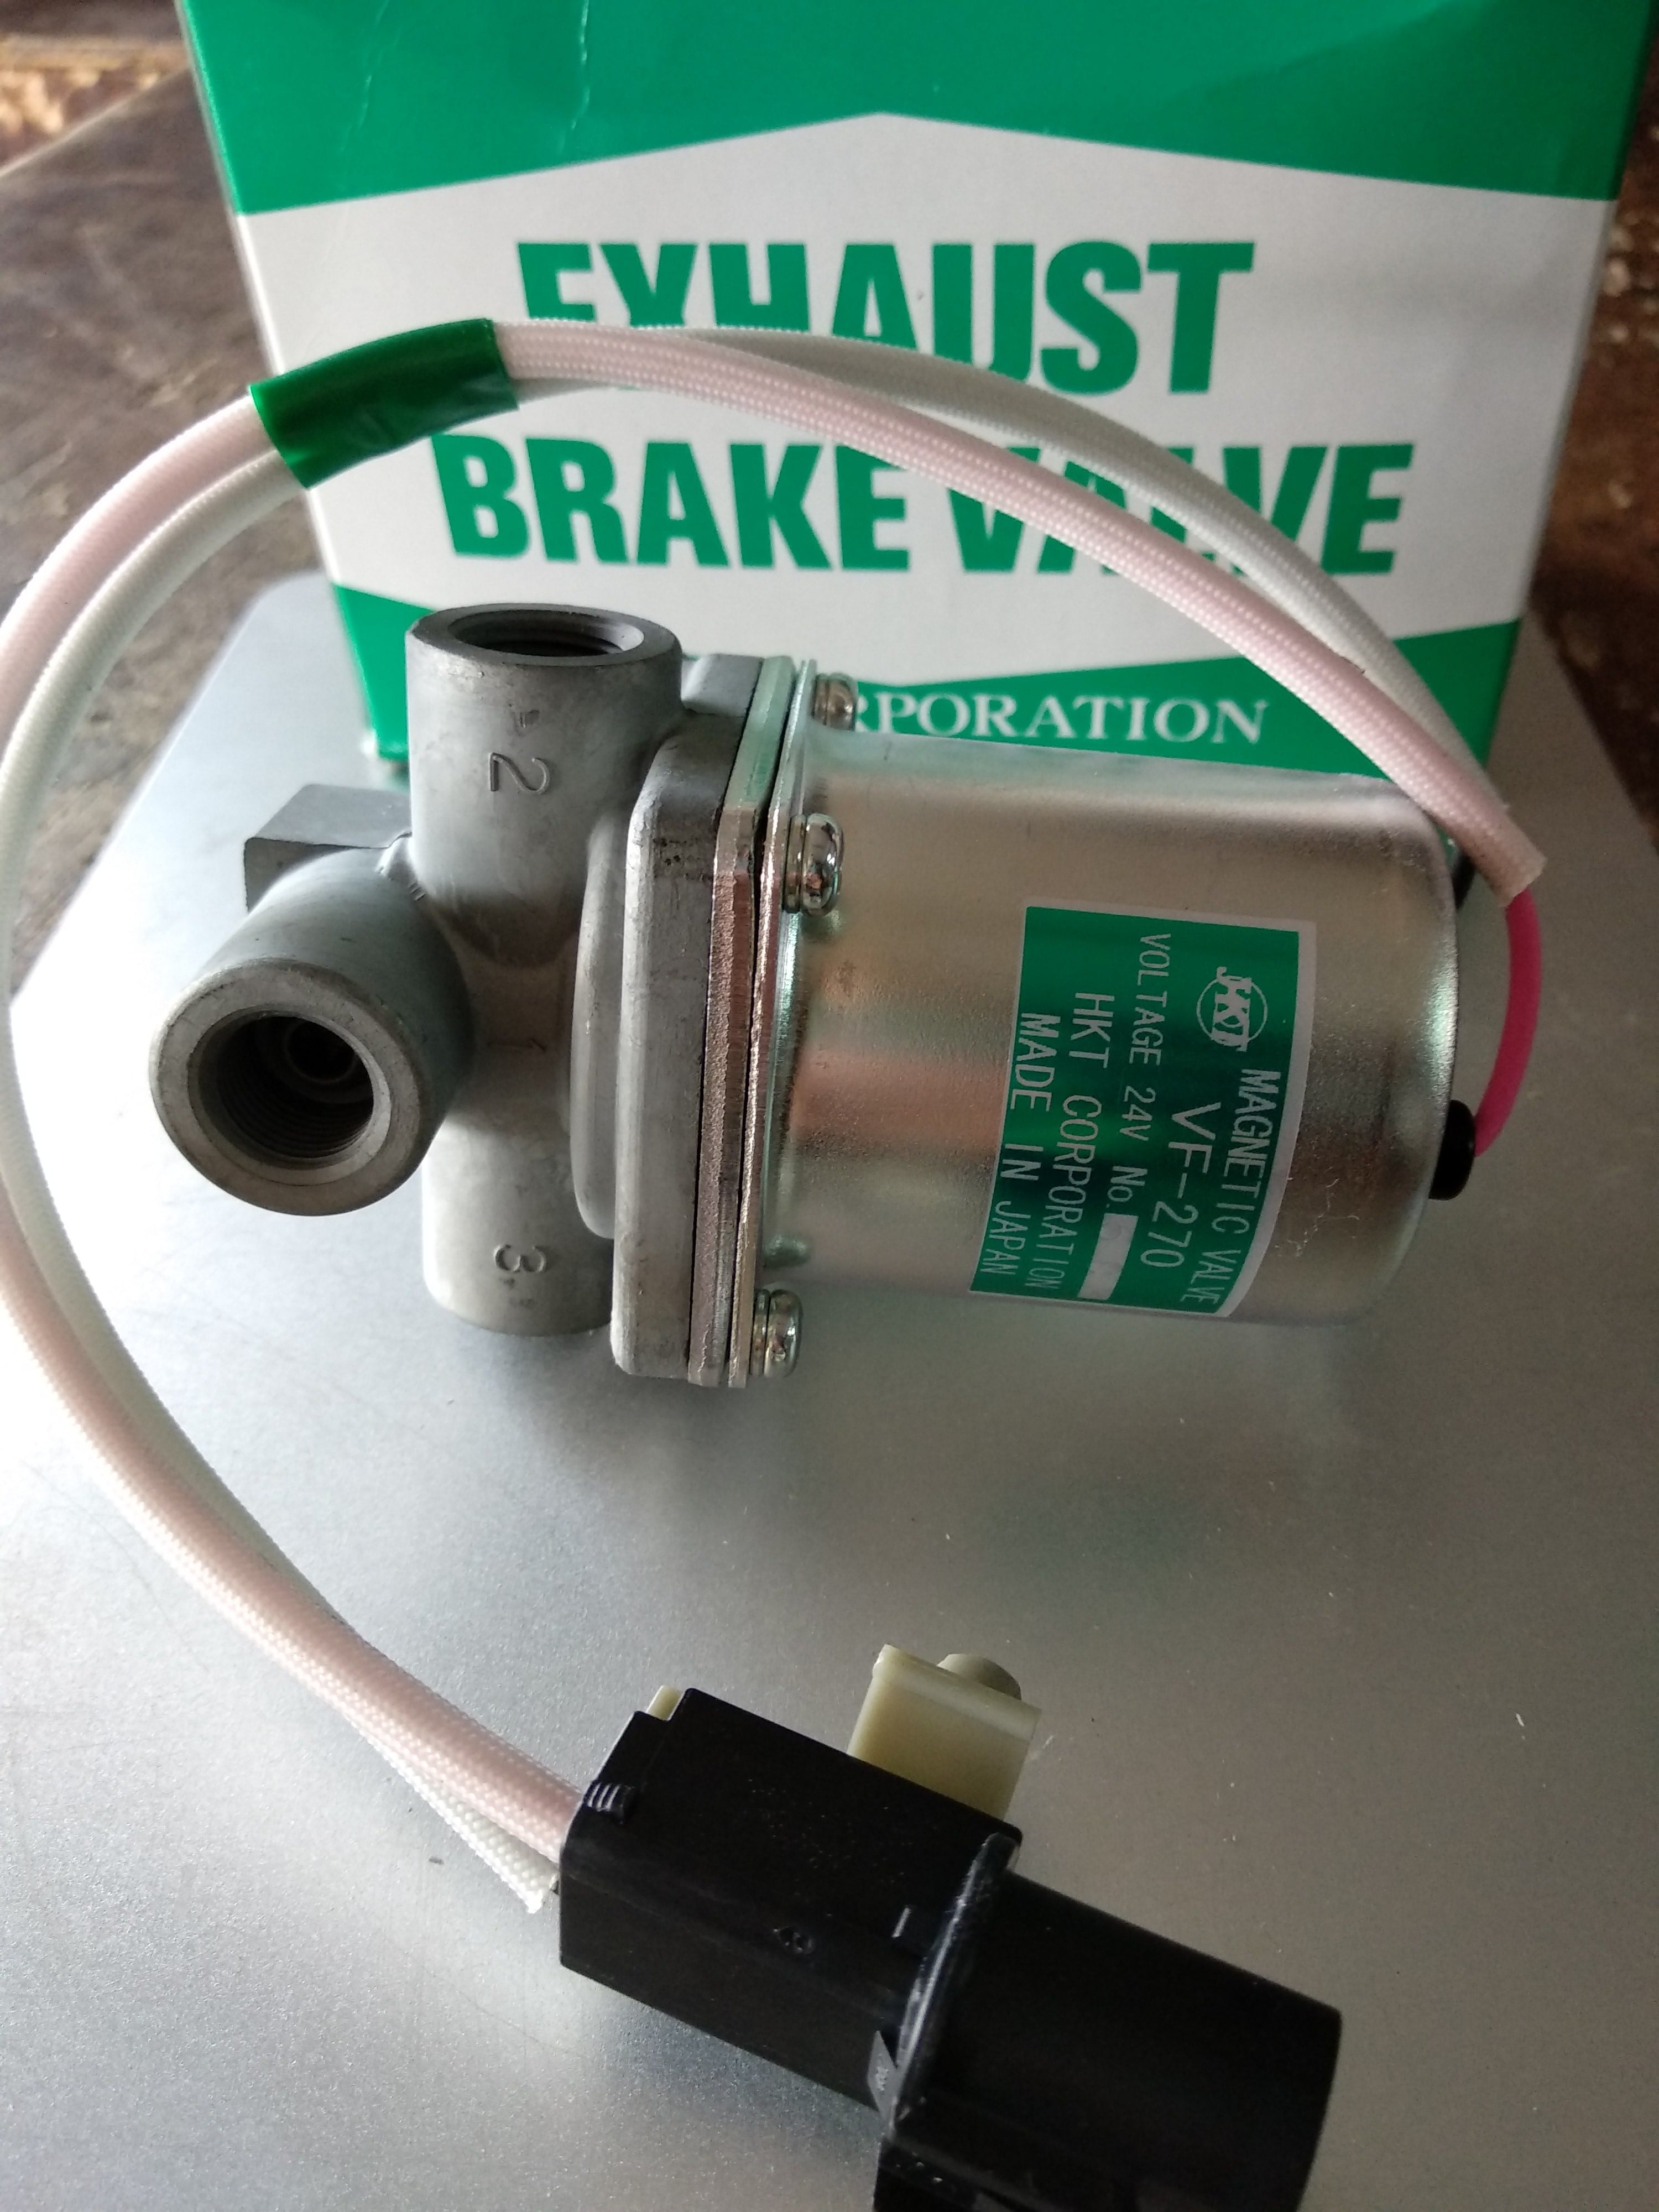 EXHAUST
BRAKE VALVE
RPORATION
2
3
HKT
MAGNETIC VALVE
VF-270
VOLTAGE 24V No.
HKT CORPORATION
MADE IN JAPAN